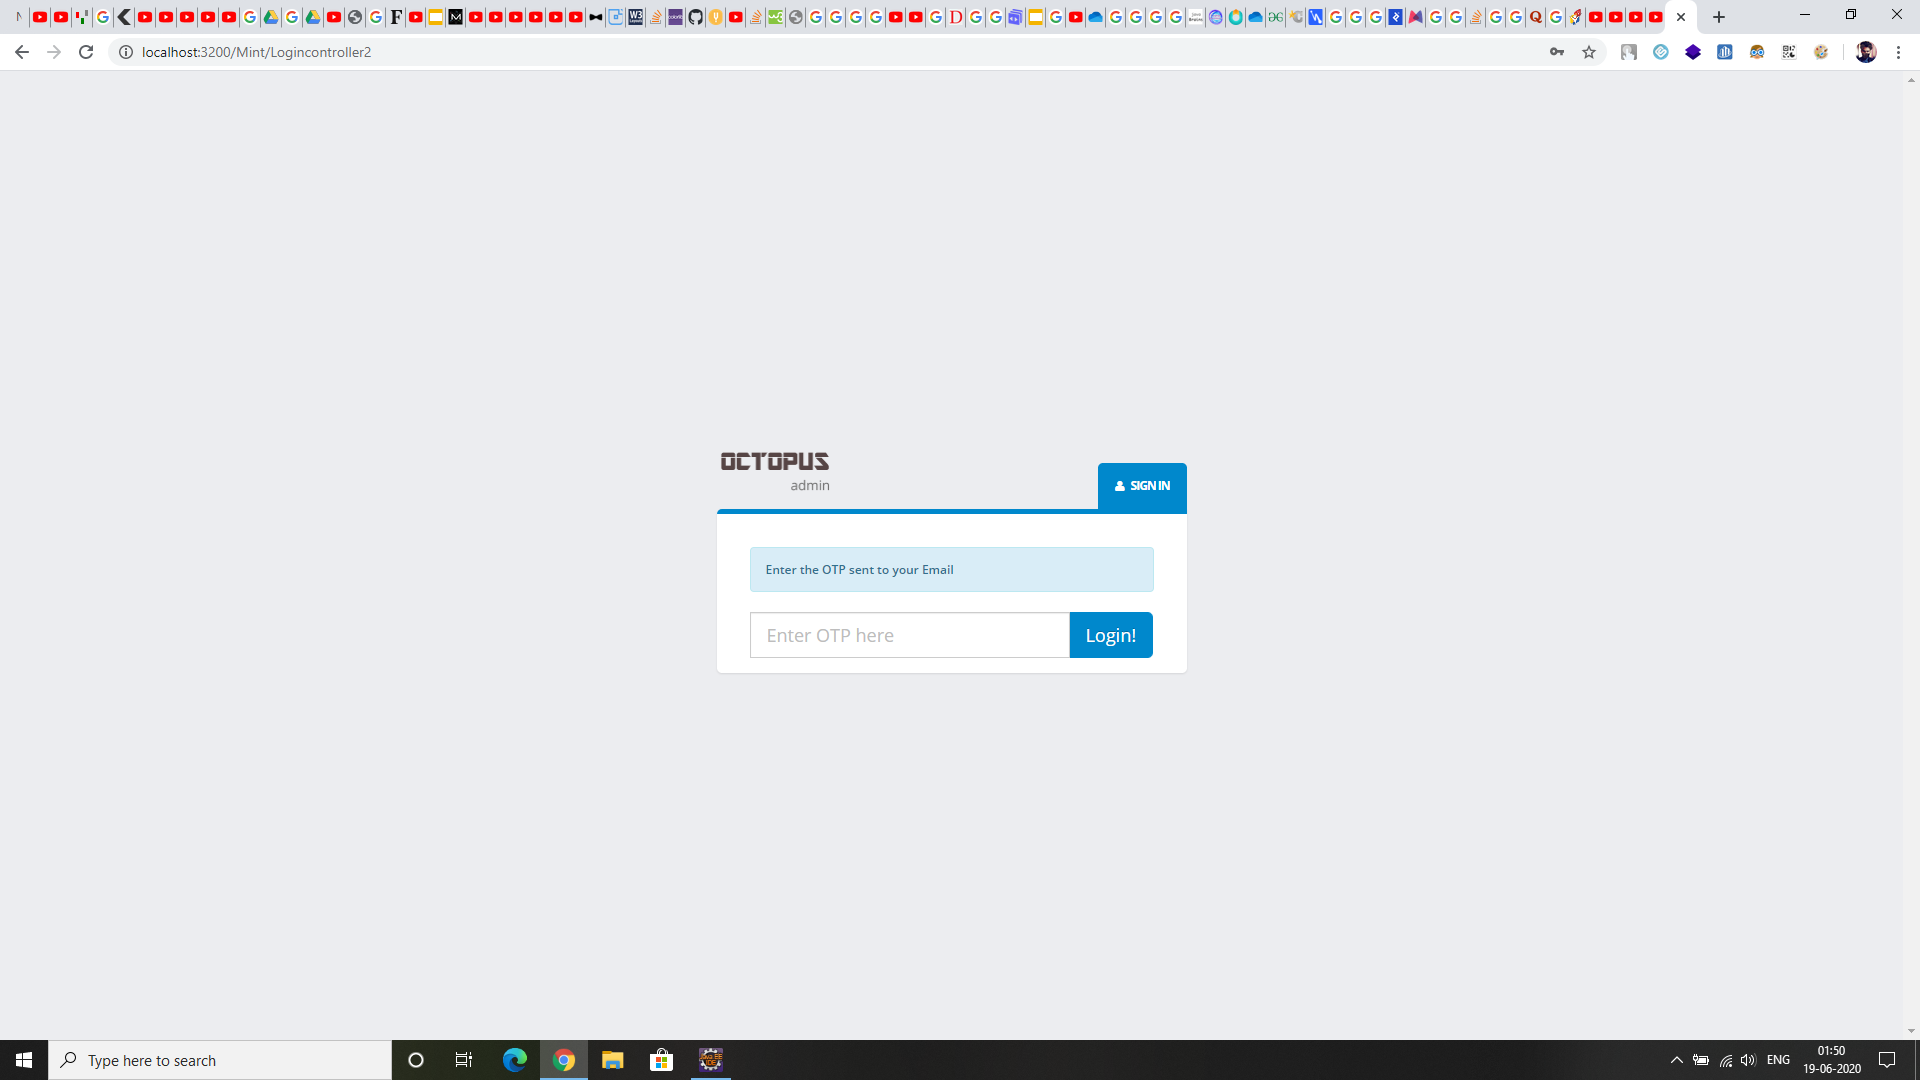 localhost:3200/Mint/Logincontroller2
OCTOPUS
admin
SIGN IN
Enter the OTP sent to your Email
Enter OTP here
Login!
Type here to search
ENG
01:50
19-06-2020